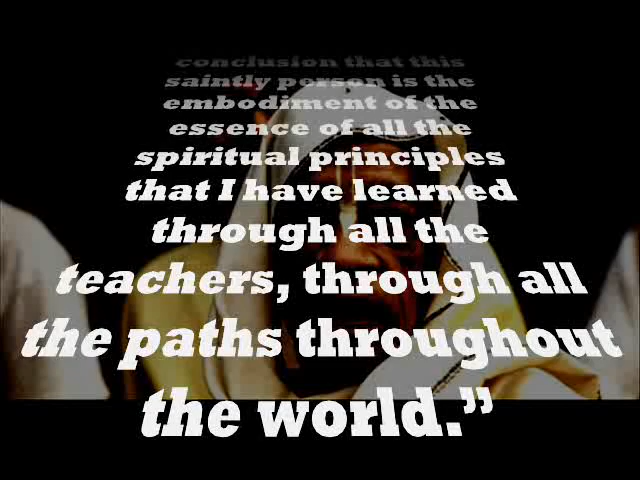 conclusion that this
saintly person is the
embodiment of the
essence of all the
spiritual principles
that I have learned
through all the
teachers, through all
the paths throughout
the world.”